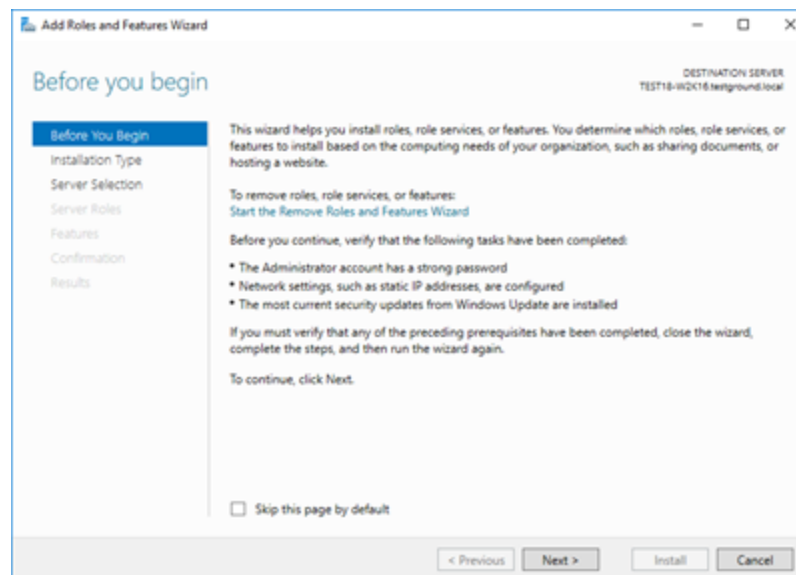 Add Roles and Features Wizard
Before you begin
DESTINATION SERVER
TEST18-W2K16.testground.local
Before You Begin
Installation Type
Server Selection
Server Roles
Features
Confirmation
Results
This wizard helps you install roles, role services, or features. You determine which roles, role services, or
features to install based on the computing needs of your organization, such as sharing documents, or
hosting a website.
To remove roles, role services, or features:
Start the Remove Roles and Features Wizard
Before you continue, verify that the following tasks have been completed:
• The Administrator account has a strong password
• Network settings, such as static IP addresses, are configured
• The most current security updates from Windows Update are installed
If you must verify that any of the preceding prerequisites have been completed, close the wizard,
complete the steps, and then run the wizard again.
To continue, click Next.
Skip this page by default
< Previous
Next >
Install
Cancel